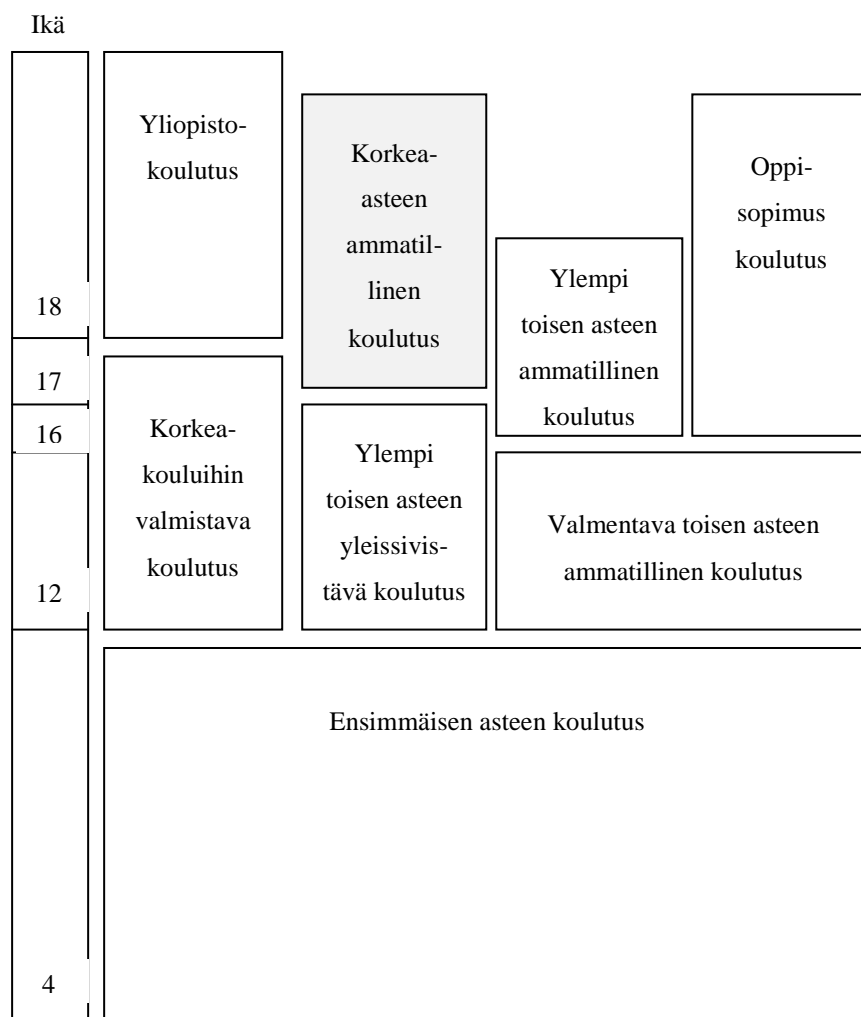 Ikä
18
17
16
12
4
Yliopisto-
koulutus
Korkea-
asteen
ammatil-
linen
koulutus
Oppi-
sopimus
koulutus
Ylempi
toisen asteen
ammatillinen
koulutus
Korkea-
kouluihin
valmistava
koulutus
Ylempi
toisen asteen
yleissivis-
tävä koulutus
Valmentava toisen asteen
ammatillinen koulutus
Ensimmäisen asteen koulutus